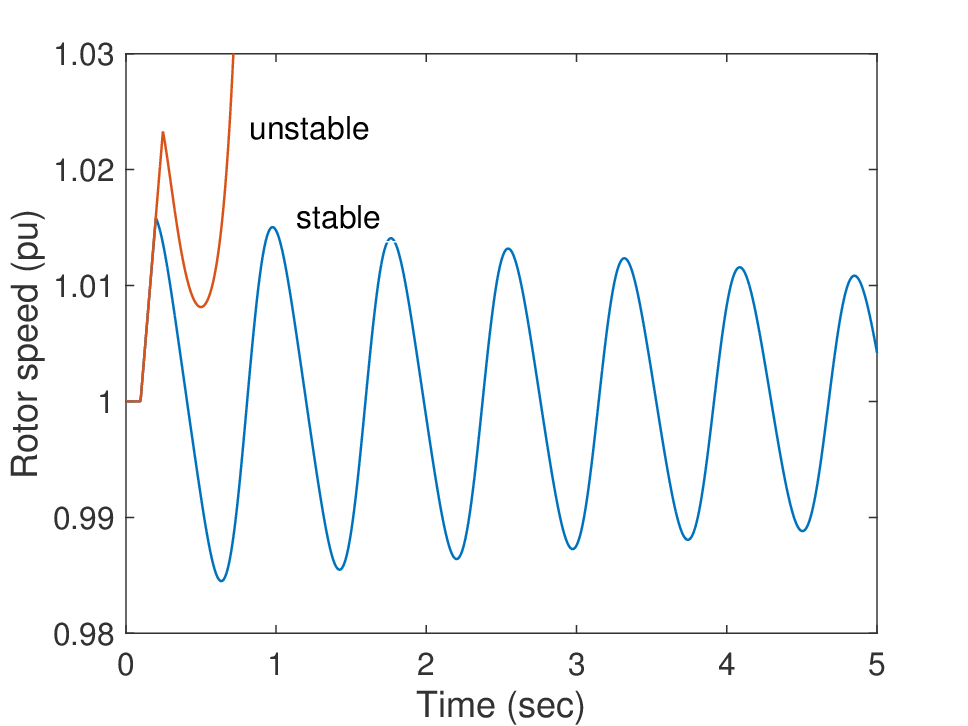 1.03
1.02
1.01
1
0.99
0.98
0 1 2 3 4 5
Rotor speed (pu)
Time (sec)
unstable
stable